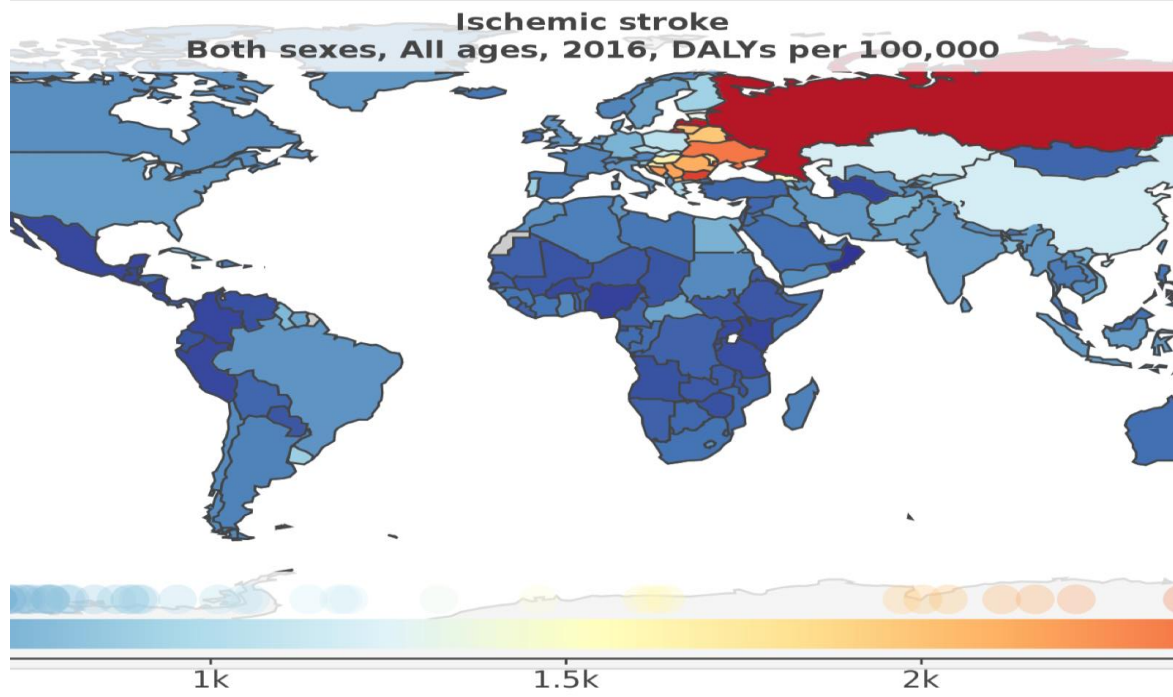 Ischemic stroke
Both sexes, All ages, 2016, DALYs per 100,000
1k 1.5k 2k